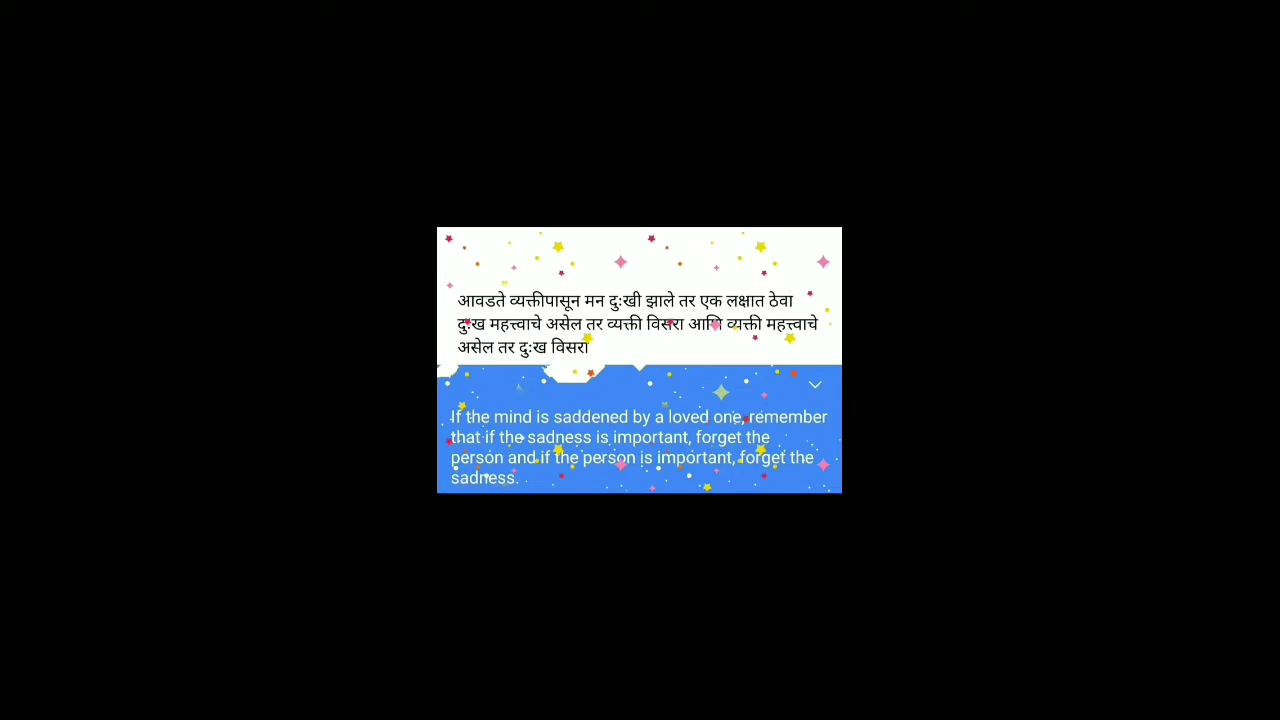 आवडते व्यक्तीपासून मन दुःखी झाले तर एक लक्षात ठेवा
दुःख महत्त्वाचे असेल तर व्यक्ती विसरा आणि व्यक्ती महत्त्वाचे
असेल तर दुःख विसरा
If the mind is saddened by a loved one, remember
that if the sadness is important, forget the
person and if the person is important, forget the
sadness.